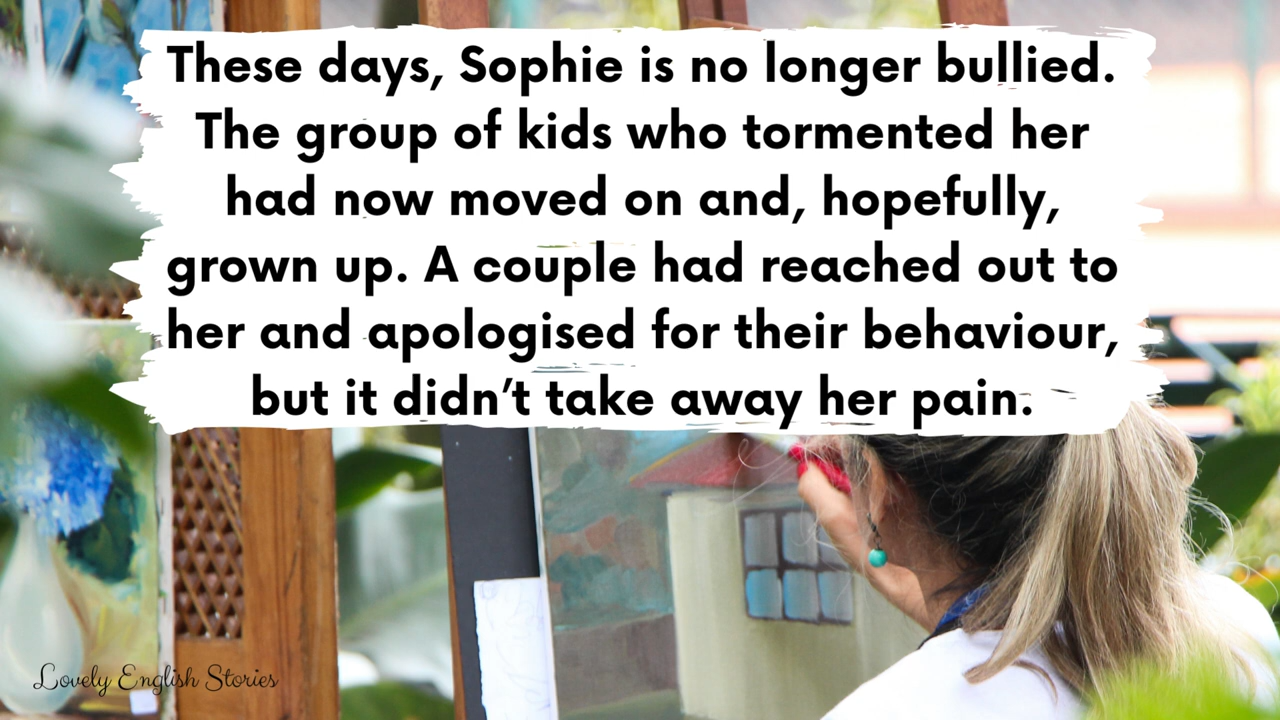 These days, Sophie is no longer bullied.
The group of kids who tormented her
had now moved on and, hopefully,
grown up. A couple had reached out to
her and apologised for their behaviour,
but it didn’t take away her pain.
Lovely English Stories